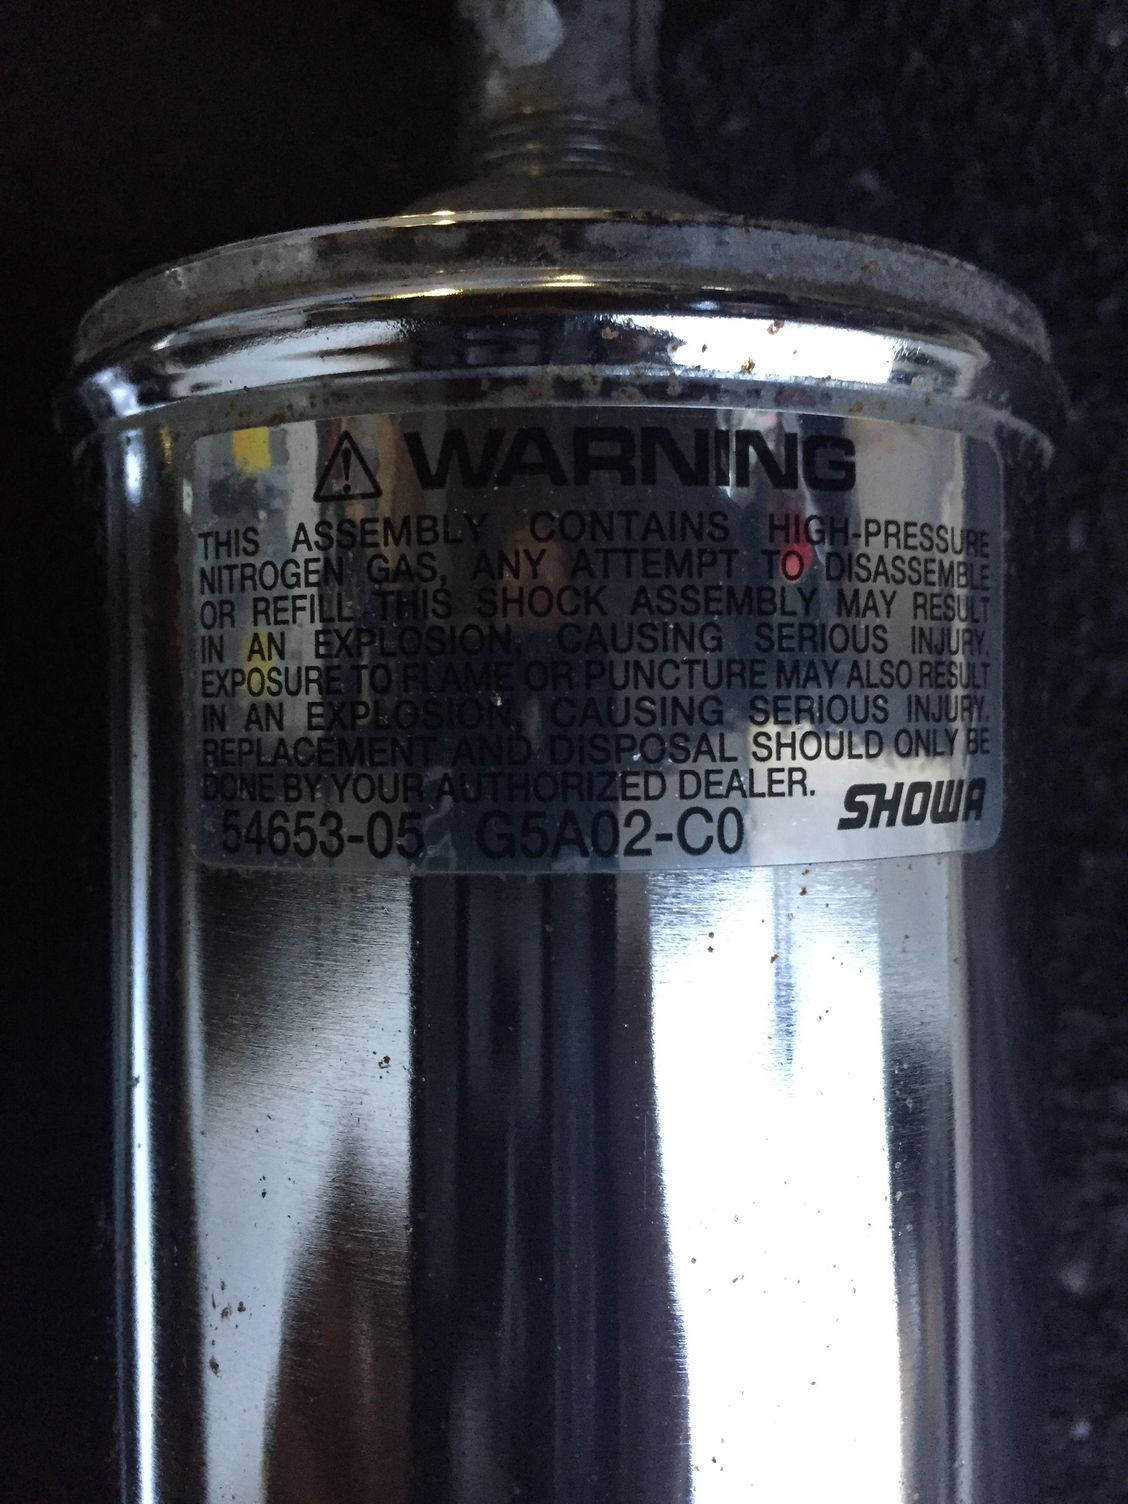 WARNING
THIS ASSEMBLY CONTAINS HIGH-PRESSURE
NITROGEN GAS, ANY ATTEMPT TO DISASSEMBLE
OR REFILL THIS SHOCK ASSEMBLY MAY RESULT
IN AN EXPLOSION, CAUSING SERIOUS INJURY.
EXPOSURE TO FLAME OR PUNCTURE MAY ALSO RESULT
IN AN EXPLOSION, CAUSING SERIOUS INJURY.
REPLACEMENT AND DISPOSAL SHOULD ONLY BE
DONE BY YOUR AUTHORIZED DEALER.
SHOWA
54653-05 G5A02-C0